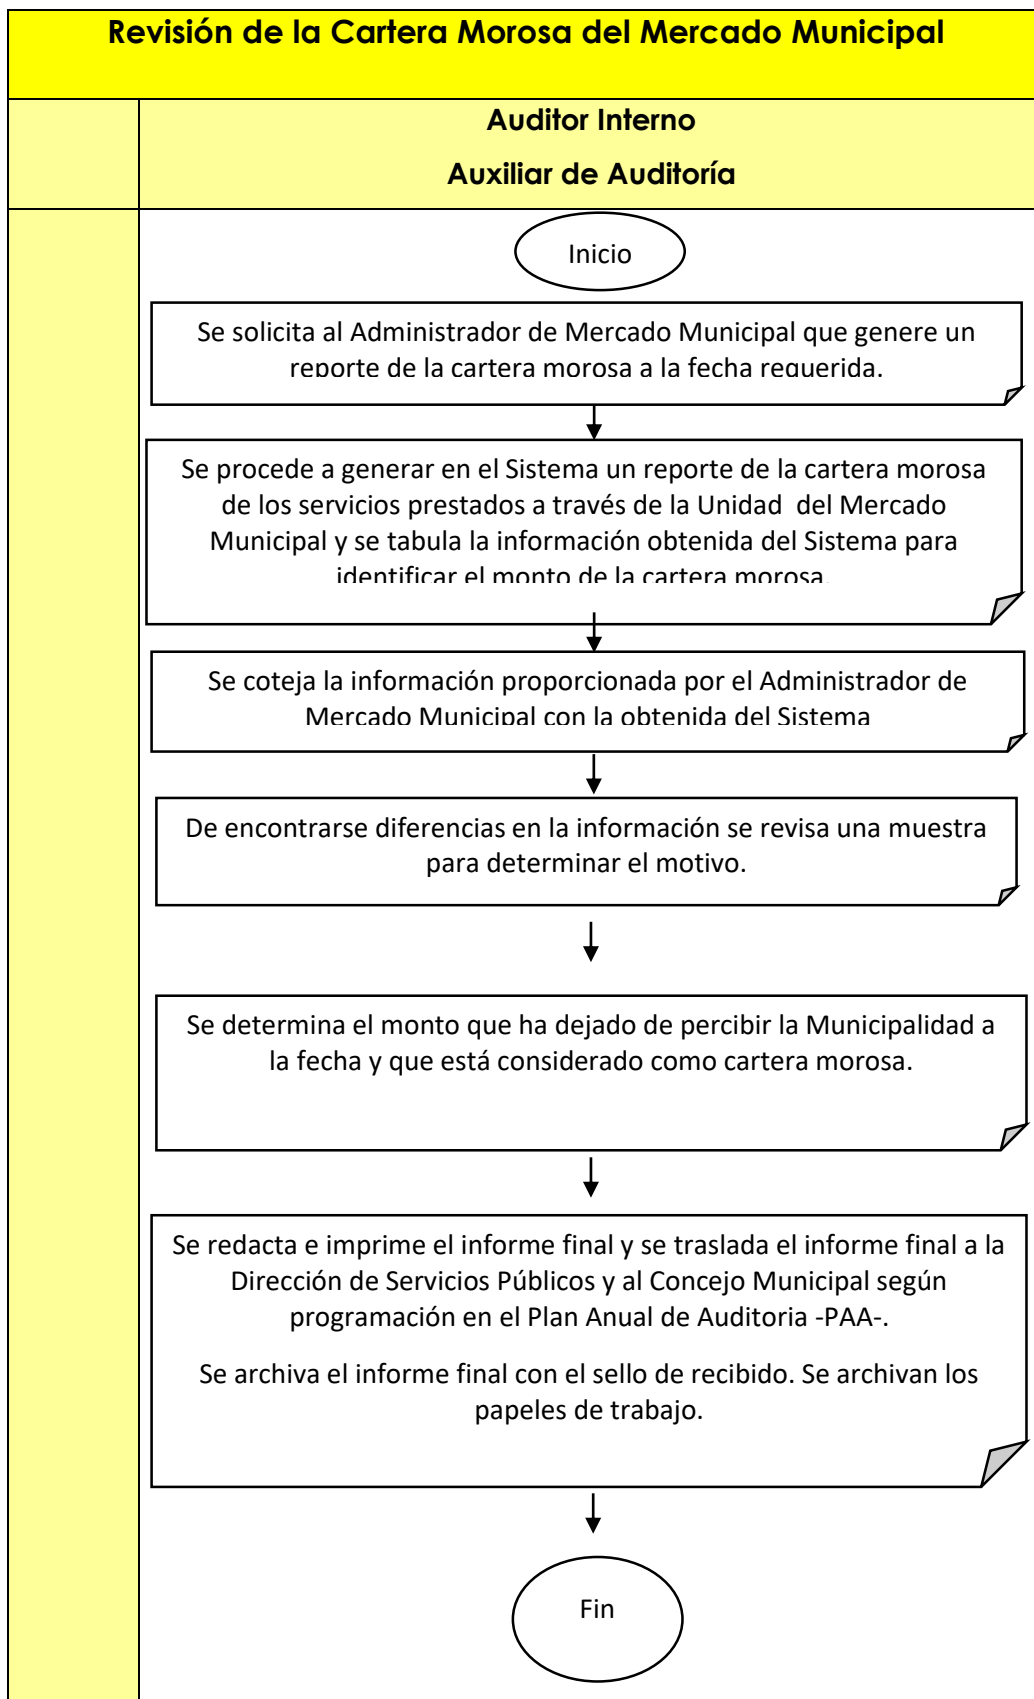 Revisión de la Cartera Morosa del Mercado Municipal
Auditor Interno
Auxiliar de Auditoría
Inicio
Se solicita al Administrador de Mercado Municipal que genere un
reporte de la cartera morosa a la fecha requerida.
Se procede a generar en el Sistema un reporte de la cartera morosa
de los servicios prestados a través de la Unidad del Mercado
Municipal y se tabula la información obtenida del Sistema para
identificar el monto de la cartera morosa.
Se coteja la información proporcionada por el Administrador de
Mercado Municipal con la obtenida del Sistema
De encontrarse diferencias en la información se revisa una muestra
para determinar el motivo.
Se determina el monto que ha dejado de percibir la Municipalidad a
la fecha y que está considerado como cartera morosa.
Se redacta e imprime el informe final y se traslada el informe final a la
Dirección de Servicios Públicos y al Concejo Municipal según
programación en el Plan Anual de Auditoria -PAA-.
Se archiva el informe final con el sello de recibido. Se archivan los
papeles de trabajo.
Fin